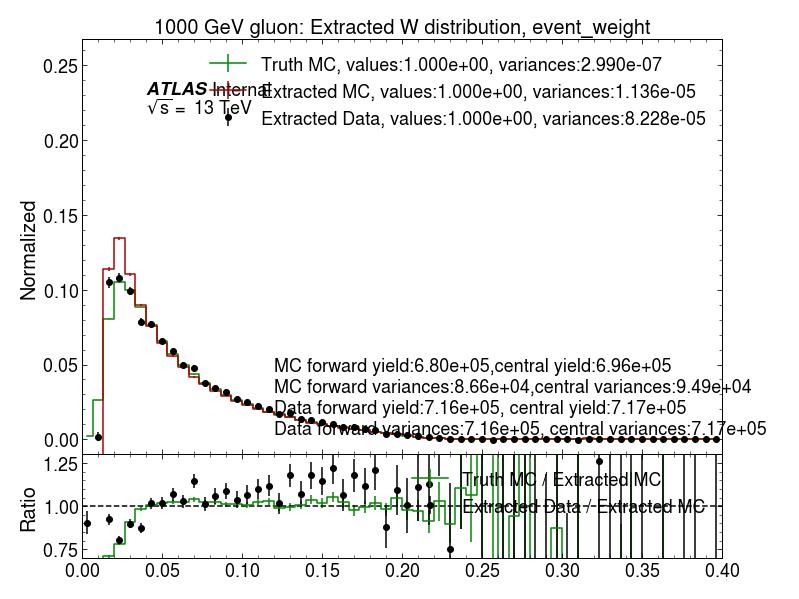 1000 GeV gluon: Extracted W distribution, event_weight
Truth MC, values:1.000e+00, variances:2.990e-07
ATLAS Internal
Extracted MC, values:1.000e+00, variances:1.136e-05
√s = 13 TeV
Extracted Data, values:1.000e+00, variances:8.228e-05
Normalized
0.25
0.20
0.15
0.10
0.05
0.00
MC forward yield:6.80e+05,central yield:6.96e+05
MC forward variances:8.66e+04,central variances:9.49e+04
Data forward yield:7.16e+05, central yield:7.17e+05
Data forward variances:7.16e+05, central variances:7.17e+05
Ratio
1.25
1.00
0.75
Truth MC / Extracted MC
Extracted Data / Extracted MC
0.00 0.05 0.10 0.15 0.20 0.25 0.30 0.35 0.40